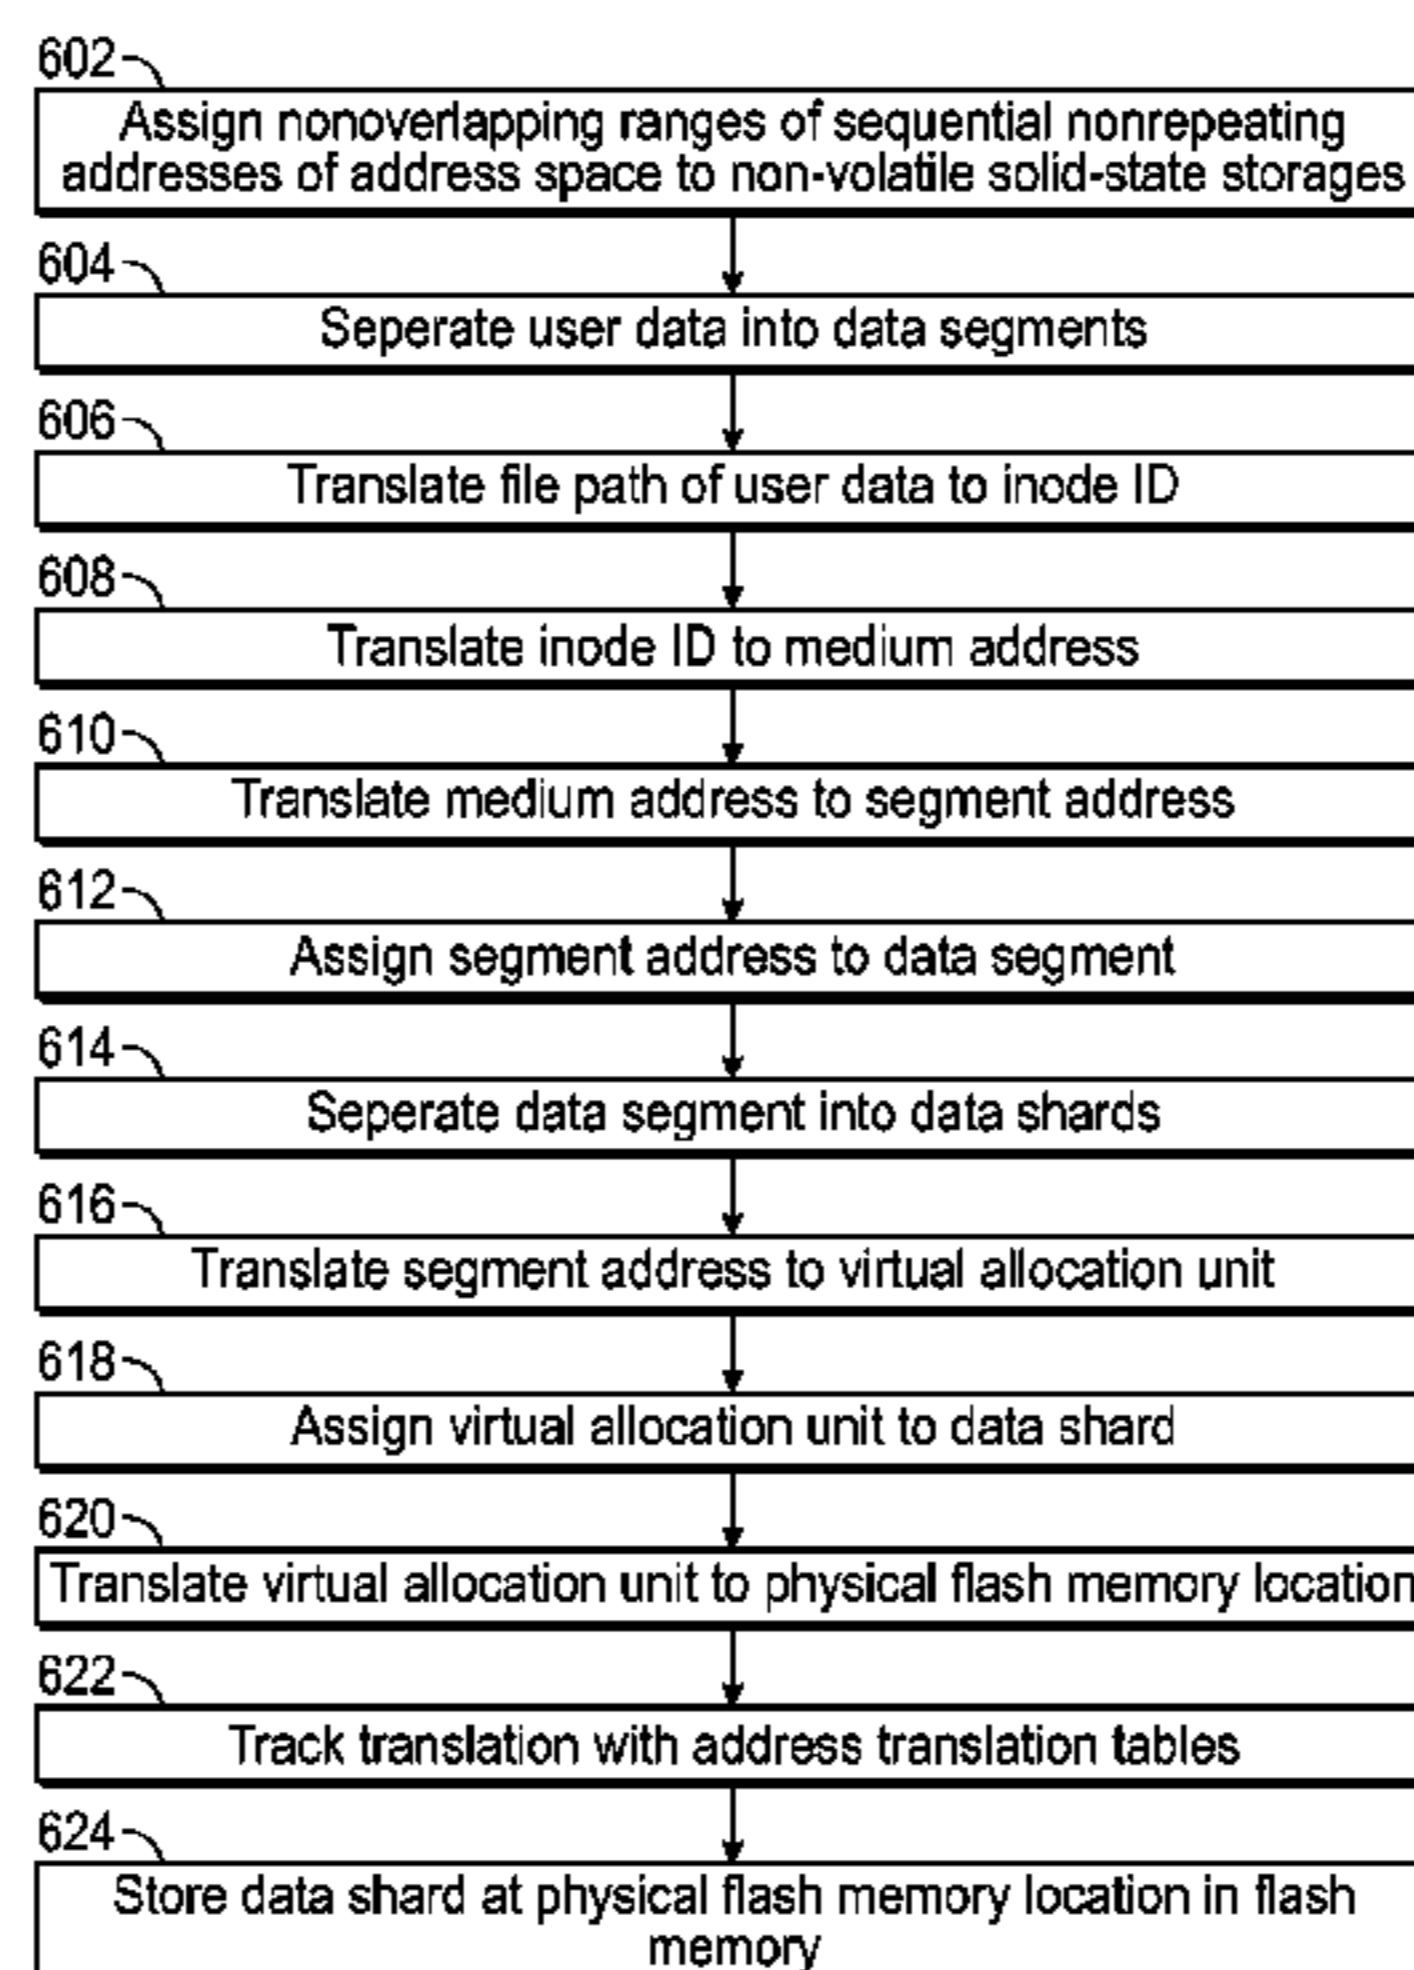 602
Assign nonoverlapping ranges of sequential nonrepeating
addresses of address space to non-volatile solid-state storages
604
Seperate user data into data segments
606
Translate file path of user data to inode ID
608
Translate inode ID to medium address
610
Translate medium address to segment address
612
Assign segment address to data segment
614
Seperate data segment into data shards
616
Translate segment address to virtual allocation unit
618
Assign virtual allocation unit to data shard
620
Translate virtual allocation unit to physical flash memory location
622
Track translation with address translation tables
624
Store data shard at physical flash memory location in flash
memory